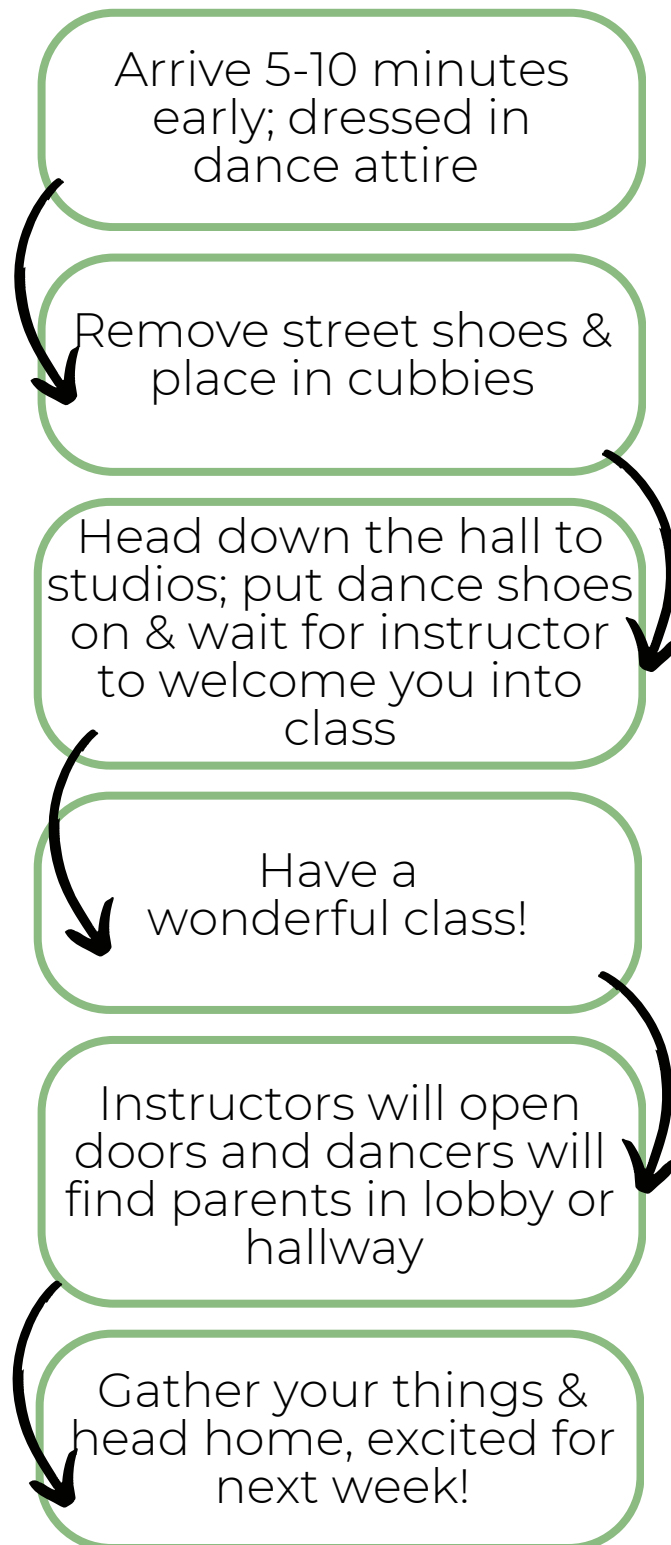 Arrive 5-10 minutes
early; dressed in
dance attire
Remove street shoes &
place in cubbies
Head down the hall to
studios; put dance shoes
on & wait for instructor
to welcome you into
class
Have a
wonderful class!
Instructors will open
doors and dancers will
find parents in lobby or
hallway
Gather your things &
head home, excited for
next week!